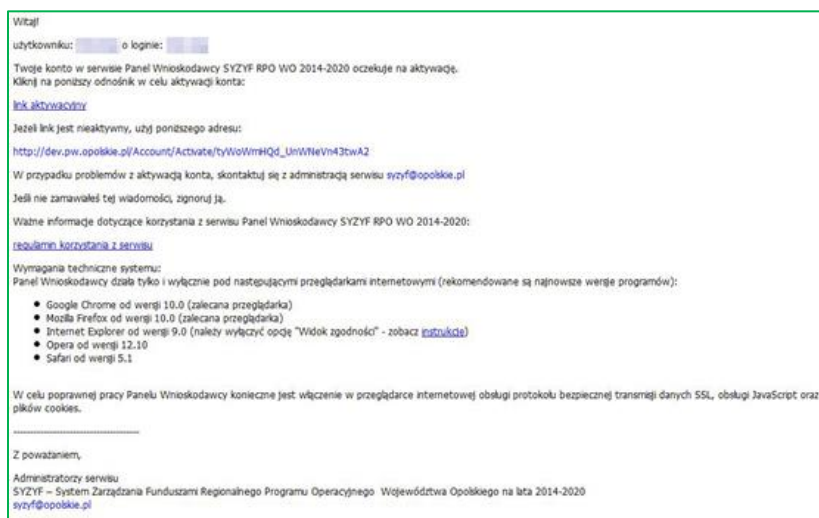 Witaj!
użytkowniku: o loginie:
Twoje konto w serwisie Panel Wnioskodawcy SYZYF RPO WO 2014-2020 oczekuje na aktywację.
Kliknij na poniższy odnośnik w celu aktywacji konta:
link aktywacyjny
Jeżeli link jest nieaktywny, użyj poniższego adresu:
http://dev.pw.opolskie.pl/Account/Activate/tyWoWmHQd_UnWNeVn43twA2
W przypadku problemów z aktywacją konta, skontaktuj się z administracją serwisu syzyf@opolskie.pl
Jeśli nie zamawiałeś tej wiadomości, zignoruj ją.
Ważne informacje dotyczące korzystania z serwisu Panel Wnioskodawcy SYZYF RPO WO 2014-2020:
regulamin korzystania z serwisu
Wymagania techniczne systemu:
Panel Wnioskodawcy działa tylko i wyłącznie pod następującymi przeglądarkami internetowymi (rekomendowane są najnowsze wersje programów):
● Google Chrome od wersji 10.0 (zalecana przeglądarka)
● Mozilla Firefox od wersji 10.0 (zalecana przeglądarka)
● Internet Explorer od wersji 9.0 (należy wyłączyć opcję "Widok zgodności" - zobacz instrukcję)
● Opera od wersji 12.10
● Safari od wersji 5.1
W celu poprawnej pracy Panelu Wnioskodawcy konieczne jest włączenie w przeglądarce internetowej obsługi protokołu bezpiecznej transmisji danych SSL, obsługi JavaScript oraz
plików cookies.
-----------------------------------
Z poważaniem,
Administratorzy serwisu
SYZYF – System Zarządzania Funduszami Regionalnego Programu Operacyjnego Województwa Opolskiego na lata 2014-2020
syzyf@opolskie.pl